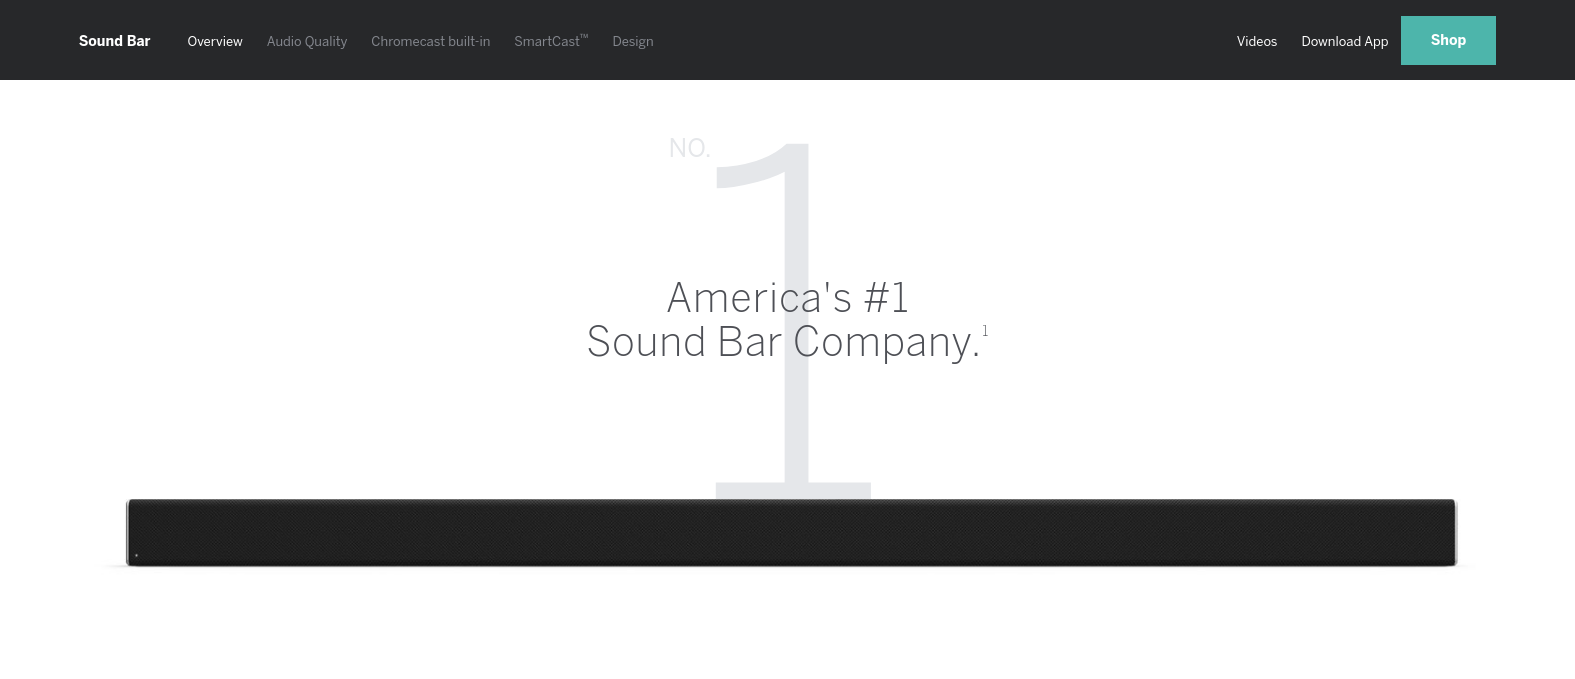 Sound Bar Overview Audio Quality Chromecast built-in SmartCast™ Design Videos Download App Shop
NO. 1
America's #1
Sound Bar Company.1